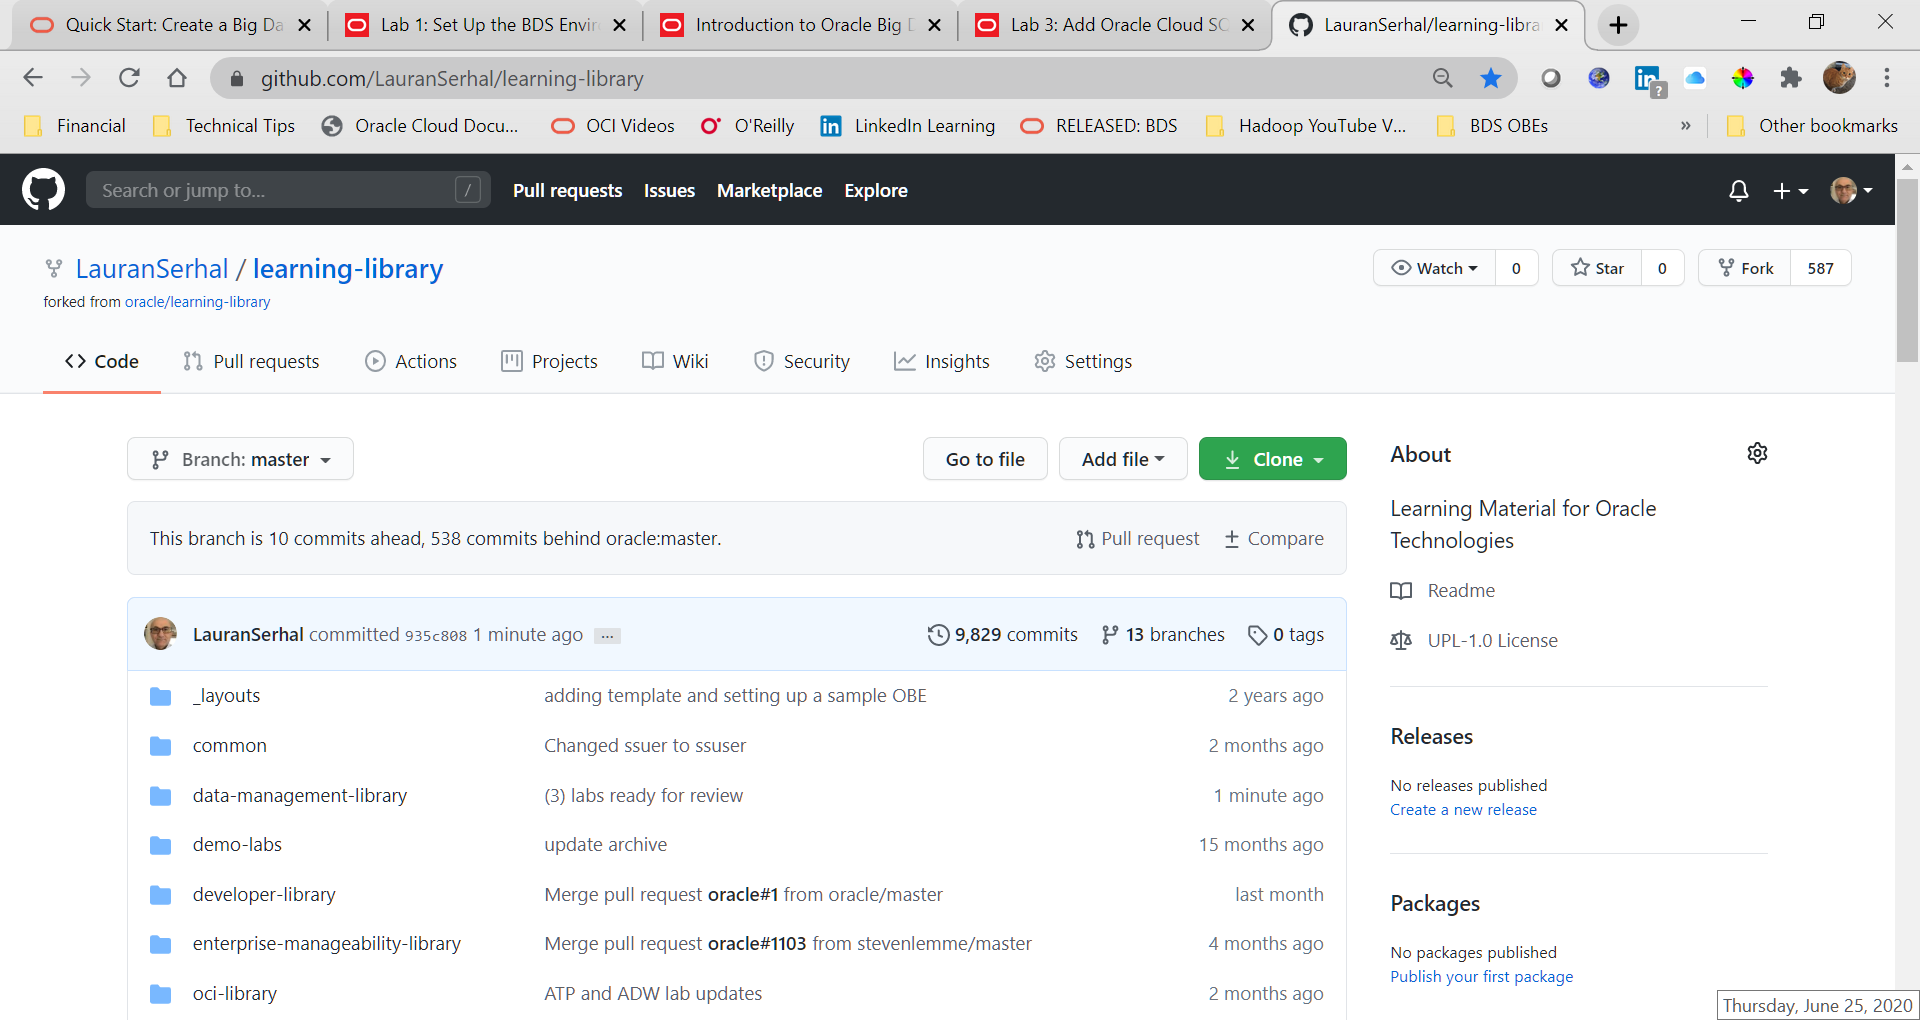 Quick Start: Create a Big Da
Lab 1: Set Up the BDS Envir
Introduction to Oracle Big D
Lab 3: Add Oracle Cloud SQ
LauranSerhal/learning-libra
github.com/LauranSerhal/learning-library
Financial
Technical Tips
Oracle Cloud Docu...
OCI Videos
O'Reilly
LinkedIn Learning
RELEASED: BDS
Hadoop YouTube V...
BDS OBEs
»
Other bookmarks
Search or jump to...
/
Pull requests
Issues
Marketplace
Explore
LauranSerhal / learning-library
forked from oracle/learning-library
Watch
0
Star
0
Fork
587
Code
Pull requests
Actions
Projects
Wiki
Security
Insights
Settings
Branch: master
Go to file
Add file
Clone
This branch is 10 commits ahead, 538 commits behind oracle:master.
Pull request
Compare
LauranSerhal committed 935c808 1 minute ago ...
9,829 commits
13 branches
0 tags
_layouts adding template and setting up a sample OBE 2 years ago
common Changed ssuer to ssuser 2 months ago
data-management-library (3) labs ready for review 1 minute ago
demo-labs update archive 15 months ago
developer-library Merge pull request oracle#1 from oracle/master last month
enterprise-manageability-library Merge pull request oracle#1103 from stevenlemme/master 4 months ago
oci-library ATP and ADW lab updates 2 months ago
About
Learning Material for Oracle
Technologies
Readme
UPL-1.0 License
Releases
No releases published
Create a new release
Packages
No packages published
Publish your first package
Thursday, June 25, 2020